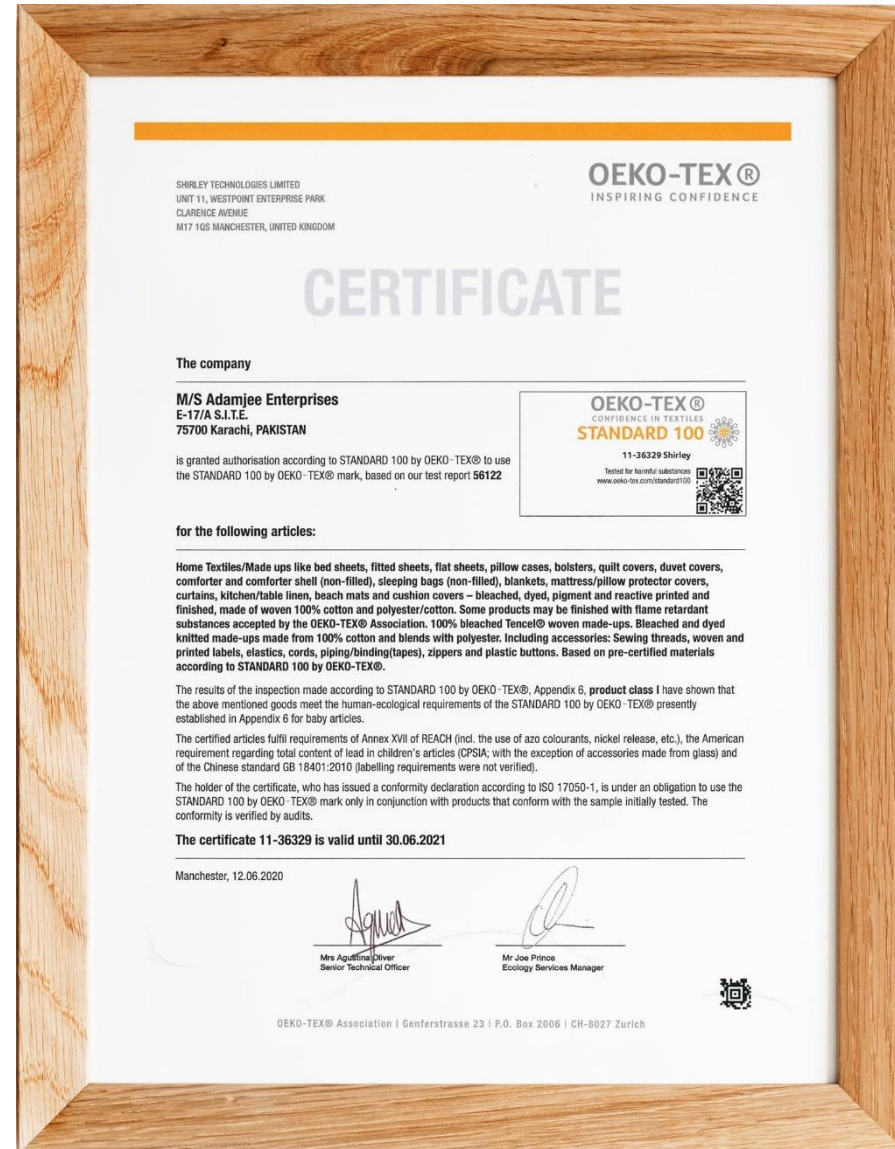 SHIRLEY TECHNOLOGIES LIMITED
UNIT 11, WESTPOINT ENTERPRISE PARK
CLARENCE AVENUE
M17 1QS MANCHESTER, UNITED KINGDOM
OEKO-TEX®
INSPIRING CONFIDENCE
CERTIFICATE
The company
M/S Adamjee Enterprises
E-17/A S.I.T.E.
75700 Karachi, PAKISTAN
is granted authorisation according to STANDARD 100 by OEKO-TEX® to use
the STANDARD 100 by OEKO-TEX® mark, based on our test report 56122
OEKO-TEX®
CONFIDENCE IN TEXTILES
STANDARD 100
11-36329 Shirley
Tested for harmful substances
www.oeko-tex.com/standard100
for the following articles:
Home Textiles/Made ups like bed sheets, fitted sheets, flat sheets, pillow cases, bolsters, quilt covers, duvet covers,
comforter and comforter shell (non-filled), sleeping bags (non-filled), blankets, mattress/pillow protector covers,
curtains, kitchen/table linen, beach mats and cushion covers – bleached, dyed, pigment and reactive printed and
finished, made of woven 100% cotton and polyester/cotton. Some products may be finished with flame retardant
substances accepted by the OEKO-TEX® Association. 100% bleached Tencel® woven made-ups. Bleached and dyed
knitted made-ups made from 100% cotton and blends with polyester. Including accessories: Sewing threads, woven and
printed labels, elastics, cords, piping/binding(tapes), zippers and plastic buttons. Based on pre-certified materials
according to STANDARD 100 by OEKO-TEX®.
The results of the inspection made according to STANDARD 100 by OEKO-TEX®, Appendix 6, product class I have shown that
the above mentioned goods meet the human-ecological requirements of the STANDARD 100 by OEKO-TEX® presently
established in Appendix 6 for baby articles.
The certified articles fulfil requirements of Annex XVII of REACH (incl. the use of azo colourants, nickel release, etc.), the American
requirement regarding total content of lead in children's articles (CPSIA; with the exception of accessories made from glass) and
of the Chinese standard GB 18401:2010 (labelling requirements were not verified).
The holder of the certificate, who has issued a conformity declaration according to ISO 17050-1, is under an obligation to use the
STANDARD 100 by OEKO-TEX® mark only in conjunction with products that conform with the sample initially tested. The
conformity is verified by audits.
The certificate 11-36329 is valid until 30.06.2021
Manchester, 12.06.2020
Mrs Agustina Oliver
Senior Technical Officer
Mr Joe Prince
Ecology Services Manager
OEKO-TEX® Association | Genferstrasse 23 | P.O. Box 2006 | CH-8027 Zurich